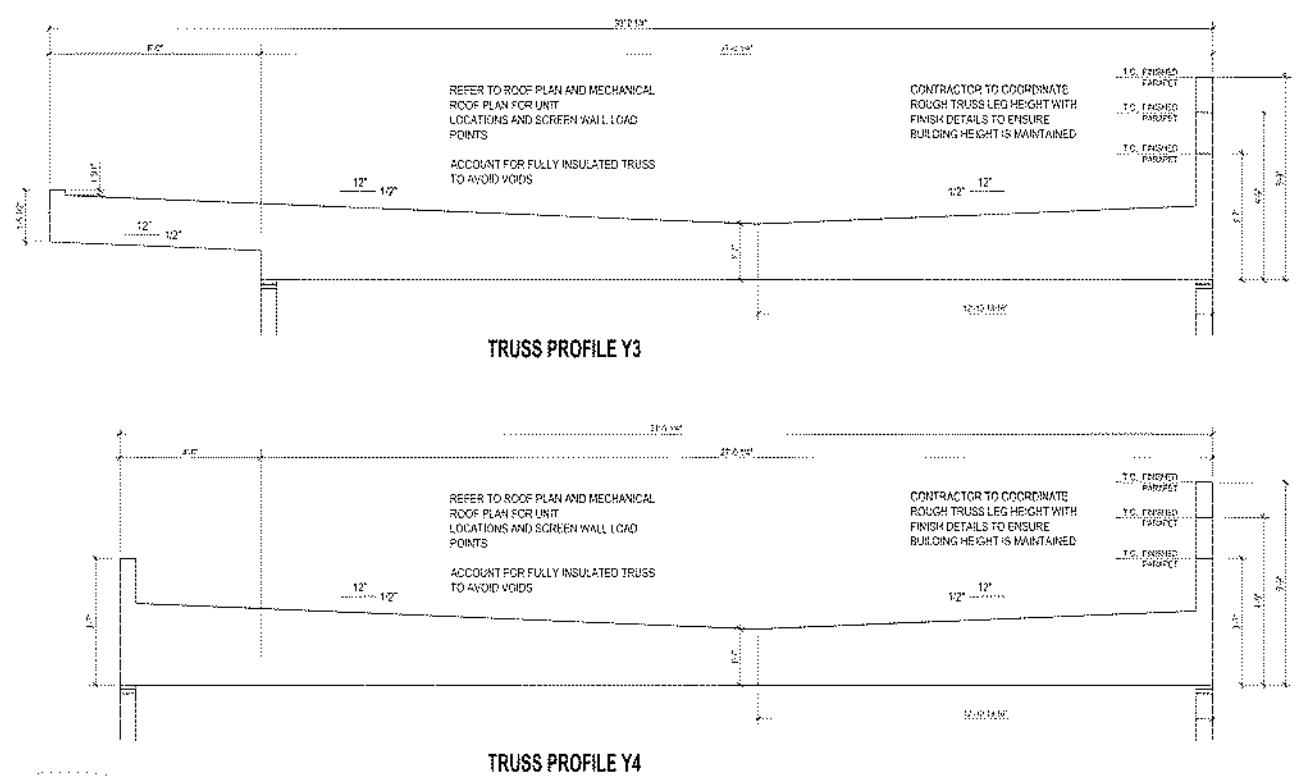 6'-0"
T.O. FINISHED
PARAPET
REFER TO ROOF PLAN AND MECHANICAL
ROOF PLAN FOR UNIT
LOCATIONS AND SCREEN WALL LOAD
POINTS
CONTRACTOR TO COORDINATE
ROUGH TRUSS LEG HEIGHT WITH
FINISH DETAILS TO ENSURE
BUILDING HEIGHT IS MAINTAINED
T.O. FINISHED
PARAPET
T.O. FINISHED
PARAPET
ACCOUNT FOR FULLY INSULATED TRUSS
TO AVOID VOIDS
12"
1/2"
1/2"
12"
12"
1/2"
TRUSS PROFILE Y3
4'-0"
T.O. FINISHED
PARAPET
REFER TO ROOF PLAN AND MECHANICAL
ROOF PLAN FOR UNIT
LOCATIONS AND SCREEN WALL LOAD
POINTS
CONTRACTOR TO COORDINATE
ROUGH TRUSS LEG HEIGHT WITH
FINISH DETAILS TO ENSURE
BUILDING HEIGHT IS MAINTAINED
T.O. FINISHED
PARAPET
T.O. FINISHED
PARAPET
ACCOUNT FOR FULLY INSULATED TRUSS
TO AVOID VOIDS
12"
1/2"
1/2"
12"
TRUSS PROFILE Y4